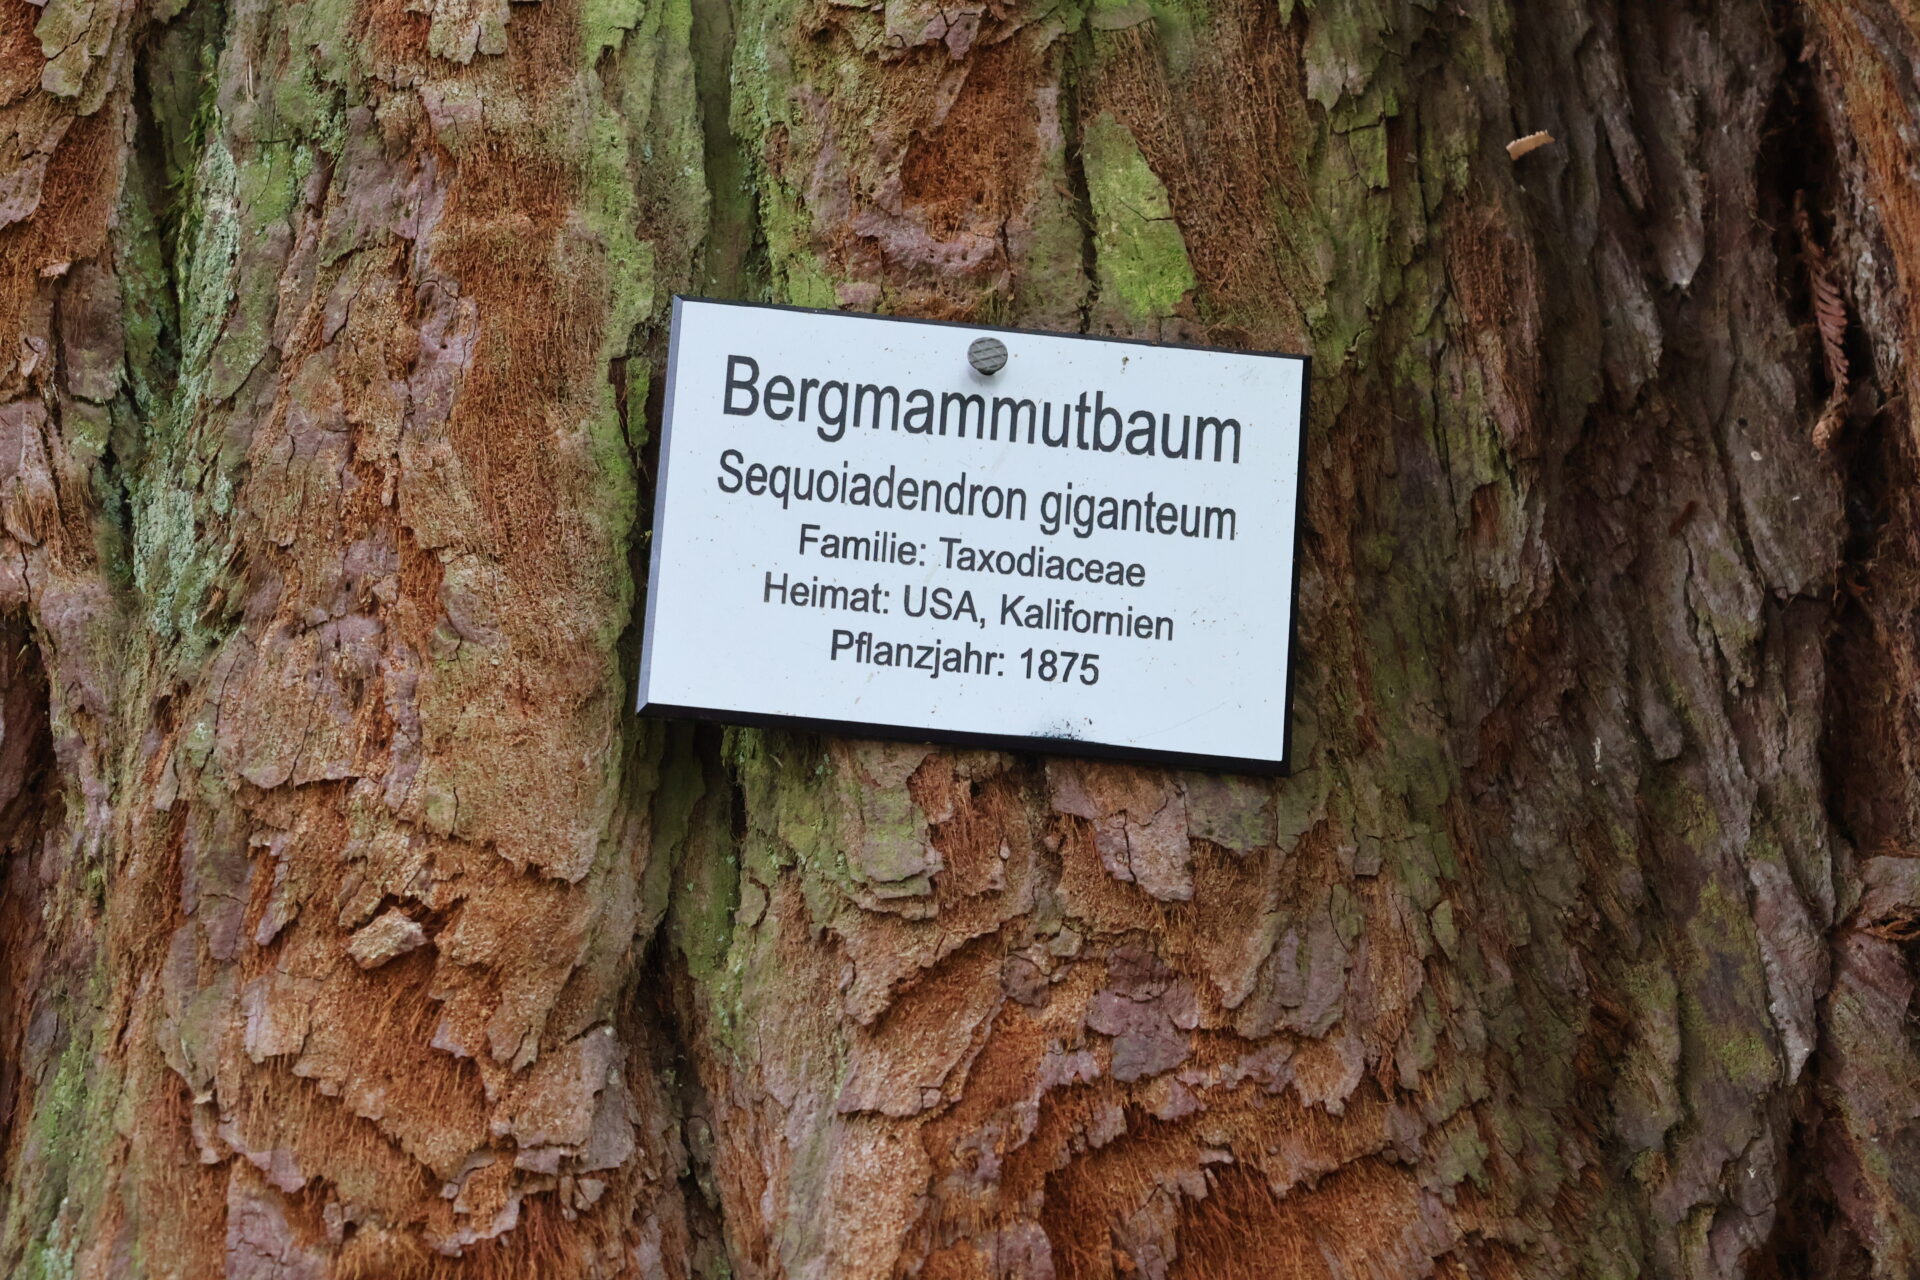 Bergmammutbaum
Sequoiadendron giganteum
Familie: Taxodiaceae
Heimat: USA, Kalifornien
Pflanzjahr: 1875